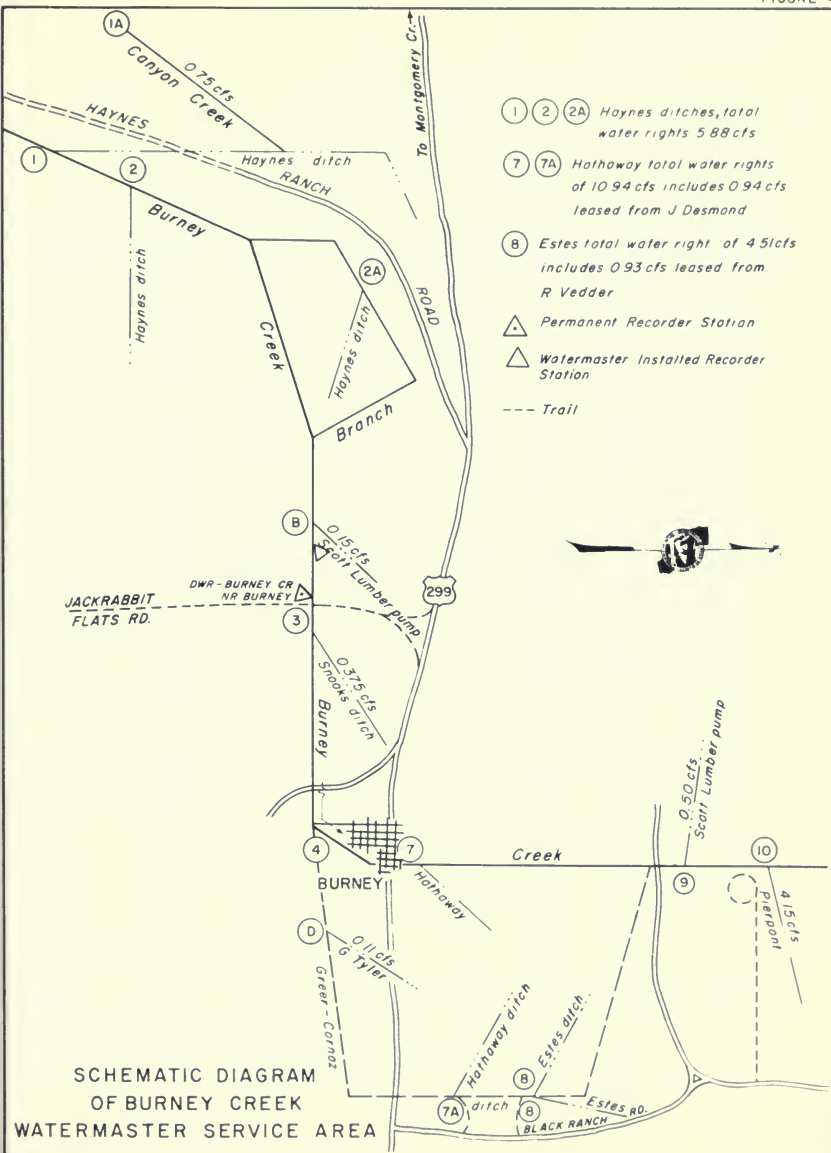 1A
Canyon Creek
0.75 cfs
HAYNES
RANCH
ROAD
To Montgomery Cr.
1
2
Haynes ditch
Burney
Haynes ditch
2A
Haynes ditch
Creek
Branch
1 2 2A Haynes ditches, total
water rights 5.88 cfs
7 7A Hathaway total water rights
of 10.94 cfs includes 0.94 cfs
leased from J Desmond
8 Estes total water right of 4.51 cfs
includes 0.93 cfs leased from
R Vedder
Permanent Recorder Station
Watermaster Installed Recorder
Station
--- Trail
B
0.15 cfs
Scott Lumber pump
DWR-BURNEY CR
NR BURNEY
JACKRABBIT
FLATS RD.
299
3
0.375 cfs
Snooks ditch
Burney
0.50 cfs
Scott Lumber pump
4
7
Creek
10
BURNEY
Hathaway
9
4.15 cfs
Pierpont
D
0.11 cfs
G Tyler
Greer-Cornaz
Hathaway ditch
Estes ditch
8
7A
ditch
8
Estes RD.
BLACK RANCH
SCHEMATIC DIAGRAM
OF BURNEY CREEK
WATERMASTER SERVICE AREA